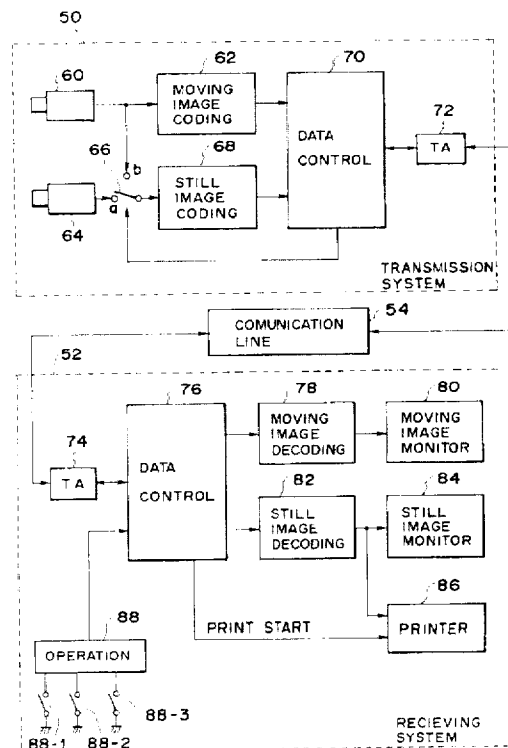 50
60
62
70
MOVING
IMAGE
CODING
72
TA
DATA
CONTROL
66
b
a
68
STILL
IMAGE
CODING
64
TRANSMISSION
SYSTEM
54
COMUNICATION
LINE
52
76
78
80
MOVING
IMAGE
DECODING
MOVING
IMAGE
MONITOR
74
TA
DATA
CONTROL
82
84
STILL
IMAGE
DECODING
STILL
IMAGE
MONITOR
86
88
PRINT START
PRINTER
OPERATION
88-1
88-2
88-3
RECIEVING
SYSTEM